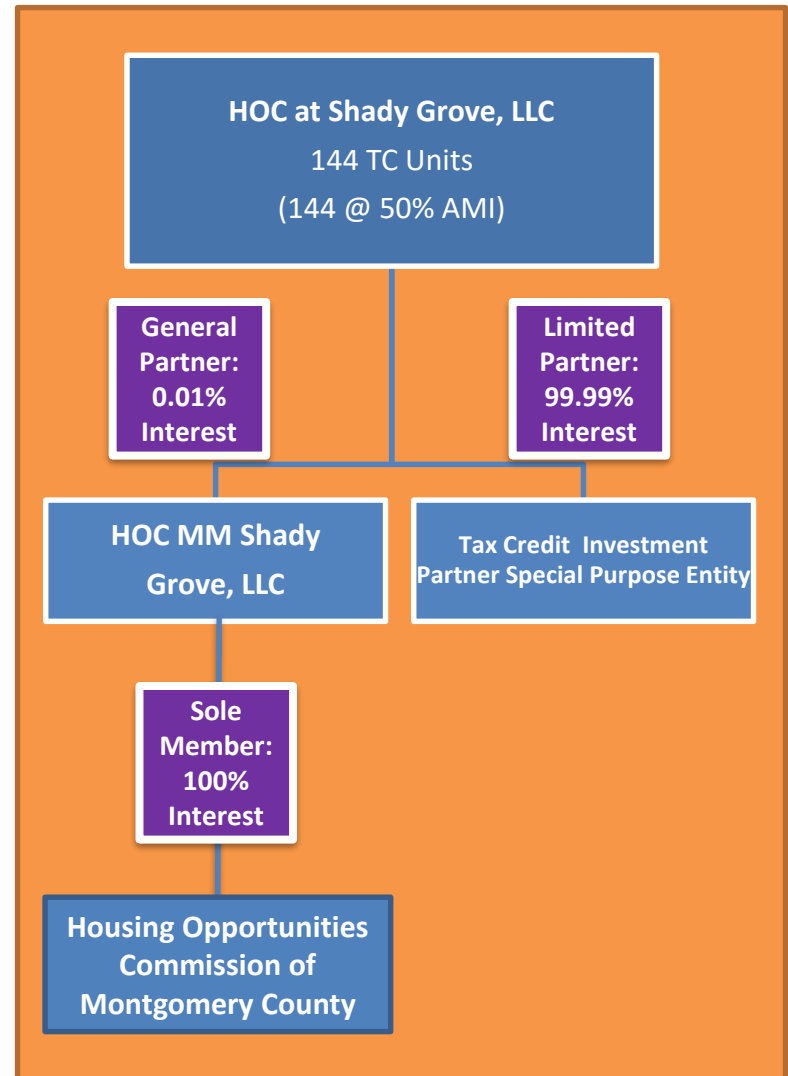 HOC at Shady Grove, LLC
144 TC Units
(144 @ 50% AMI)
General
Partner:
0.01%
Interest
Limited
Partner:
99.99%
Interest
HOC MM Shady
Grove, LLC
Tax Credit Investment
Partner Special Purpose Entity
Sole
Member:
100%
Interest
Housing Opportunities
Commission of
Montgomery County